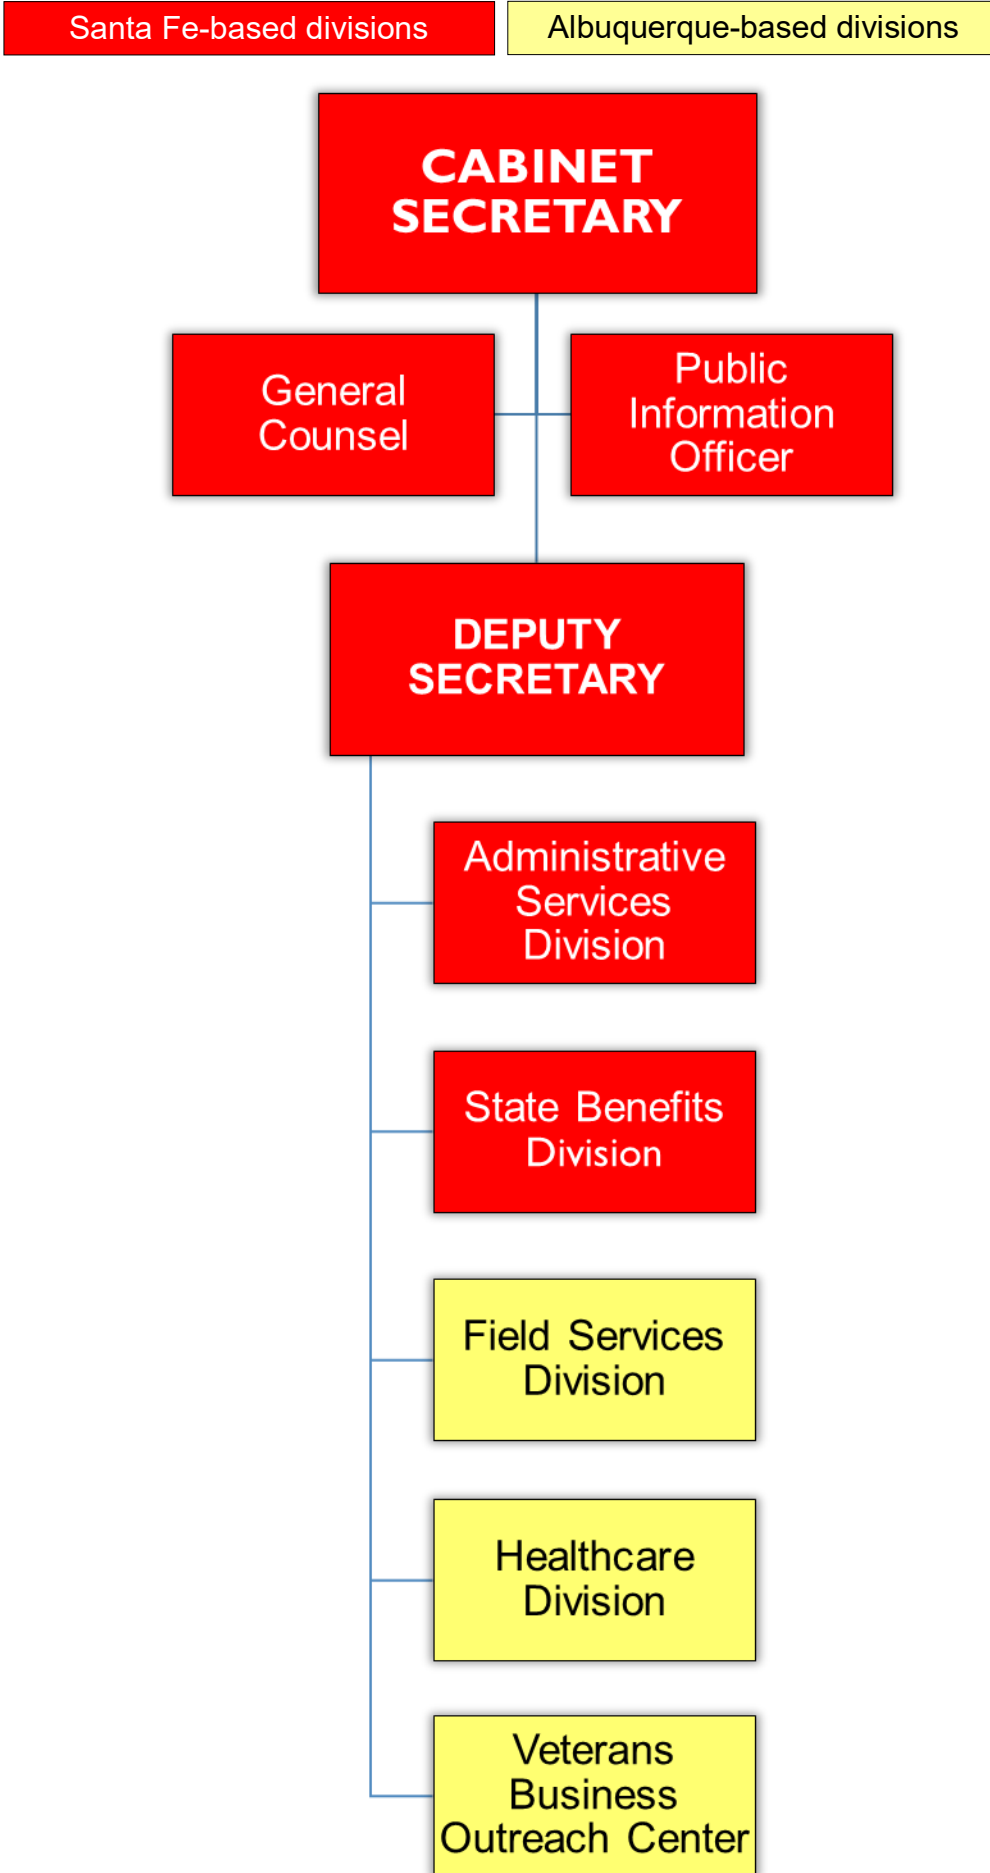 Santa Fe-based divisions
Albuquerque-based divisions
CABINET
SECRETARY
General
Counsel
Public
Information
Officer
DEPUTY
SECRETARY
Administrative
Services
Division
State Benefits
Division
Field Services
Division
Healthcare
Division
Veterans
Business
Outreach Center